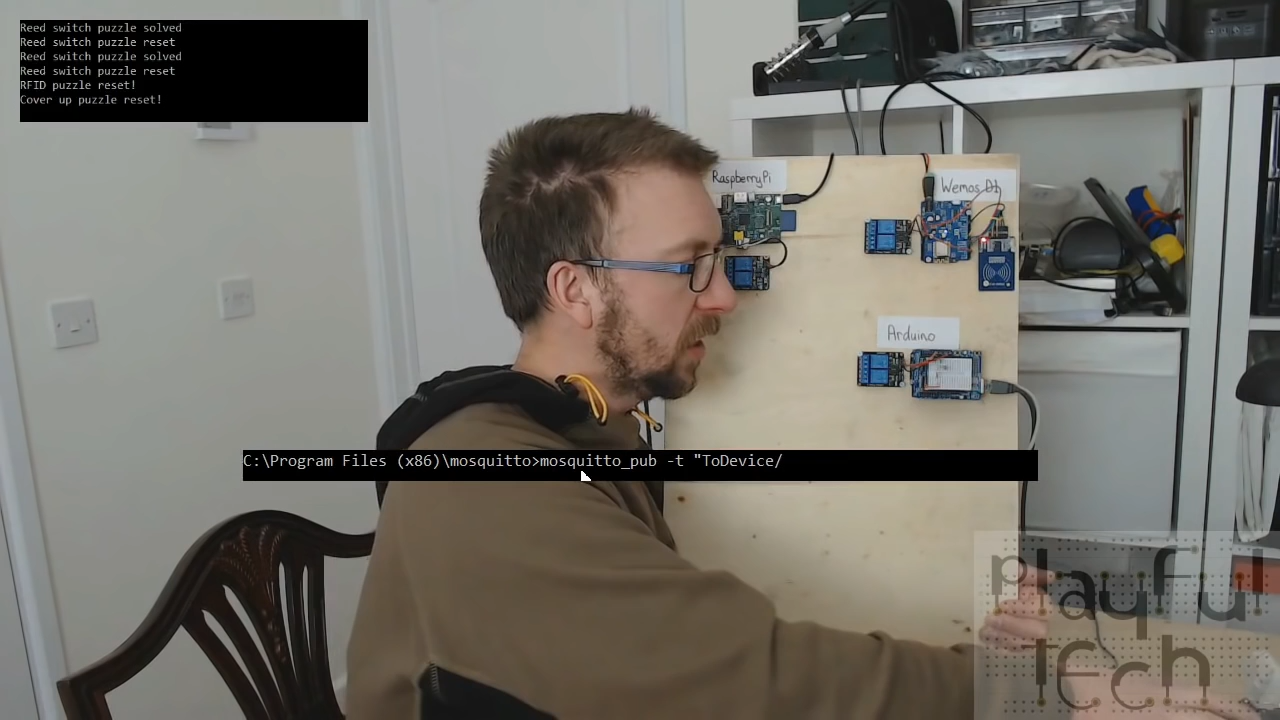 Reed switch puzzle solved
Reed switch puzzle reset
Reed switch puzzle solved
Reed switch puzzle reset
RFID puzzle reset!
Cover up puzzle reset!
RaspberryPi
Wemos D1
Arduino
C:\Program Files (x86)\mosquitto>mosquitto_pub -t "ToDevice/
playful
tech